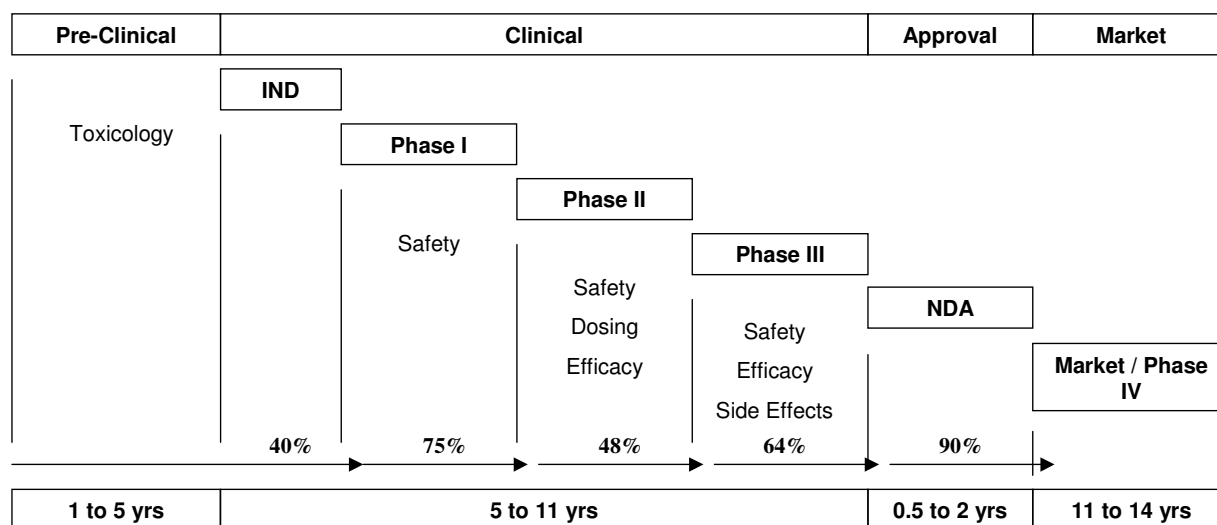 Pre-Clinical Clinical Approval Market
IND
Toxicology
Phase I
Phase II
Safety
Phase III
Safety
Dosing
Efficacy
NDA
Safety
Efficacy
Side Effects
Market / Phase
IV
40% 75% 48% 64% 90%
1 to 5 yrs 5 to 11 yrs 0.5 to 2 yrs 11 to 14 yrs